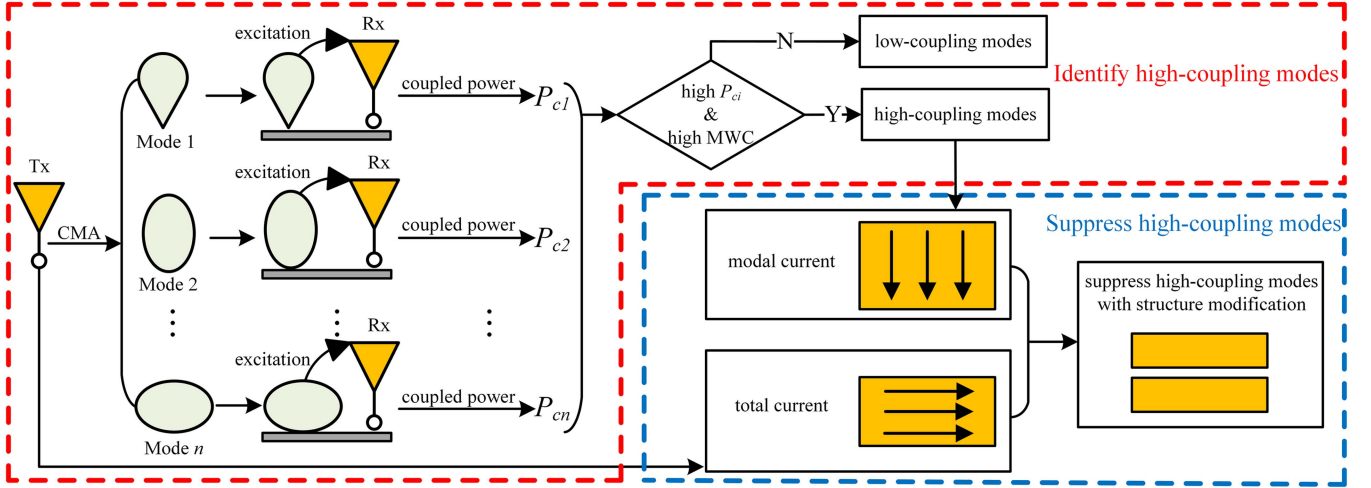 Tx
CMA
Mode 1
excitation
Rx
coupled power
Pc1
Mode 2
excitation
Rx
coupled power
Pc2
⋮
⋮
⋮
Mode n
excitation
Rx
coupled power
Pcn
high Pci
&
high MWC
N
low-coupling modes
Y
high-coupling modes
Identify high-coupling modes
Suppress high-coupling modes
modal current
total current
suppress high-coupling modes
with structure modification